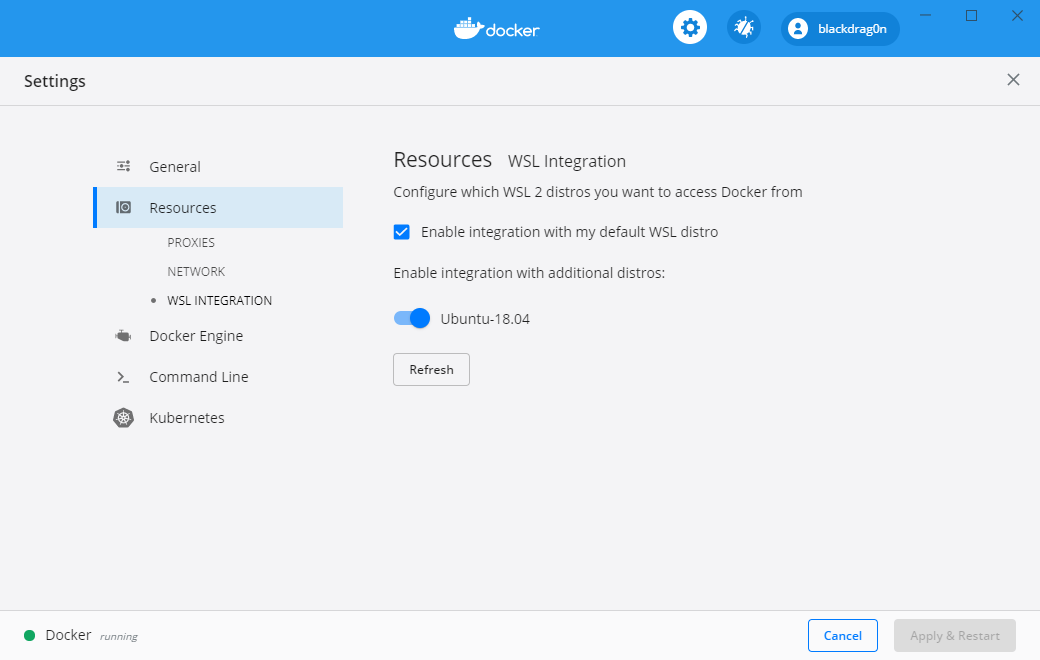 docker
blackdrag0n
Settings
General
Resources
PROXIES
NETWORK
WSL INTEGRATION
Docker Engine
Command Line
Kubernetes
Resources WSL Integration
Configure which WSL 2 distros you want to access Docker from
Enable integration with my default WSL distro
Enable integration with additional distros:
Ubuntu-18.04
Refresh
Docker running
Cancel
Apply & Restart